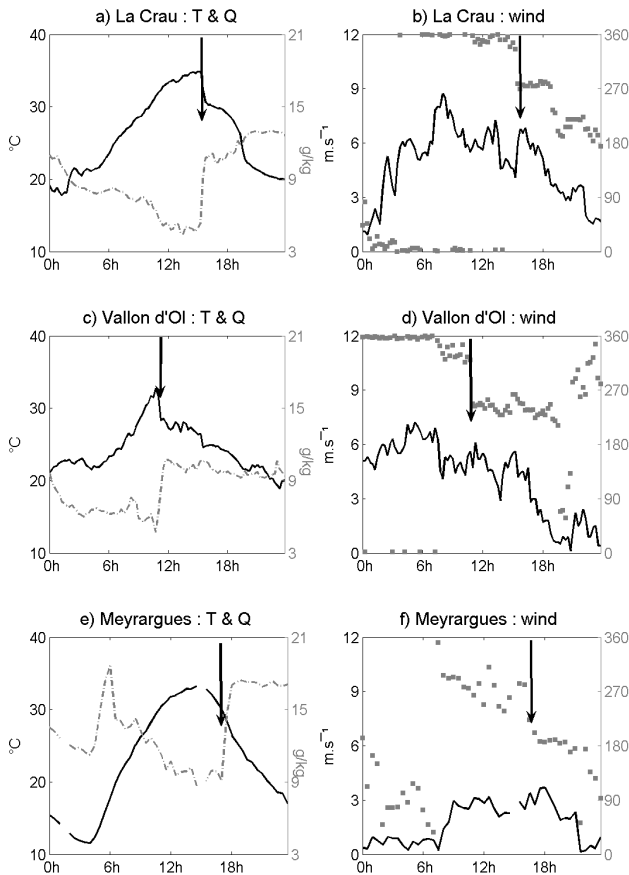 a) La Crau : T & Q
b) La Crau : wind
40
30
20
10
°C
21
15
9
3
g/kg
0h
6h
12h
18h
12
9
6
3
0
m.s⁻¹
360
270
180
90
0
0h
6h
12h
18h
c) Vallon d'Ol : T & Q
d) Vallon d'Ol : wind
40
30
20
10
°C
21
15
9
3
g/kg
0h
6h
12h
18h
12
9
6
3
0
m.s⁻¹
360
270
180
90
0
0h
6h
12h
18h
e) Meyrargues : T & Q
f) Meyrargues : wind
40
30
20
10
°C
21
15
9
3
g/kg
0h
6h
12h
18h
12
9
6
3
0
m.s⁻¹
360
270
180
90
0
0h
6h
12h
18h